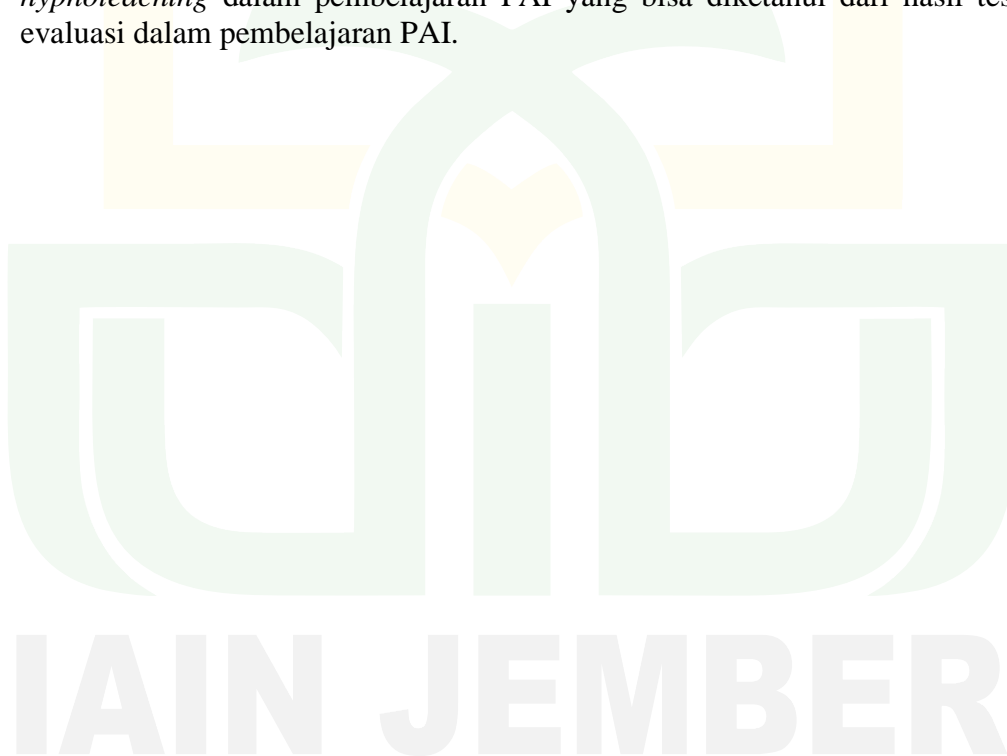 hypnoteaching dalam pembelajaran PAI yang bisa diketahui dari hasil tes
evaluasi dalam pembelajaran PAI.
IAIN JEMBER